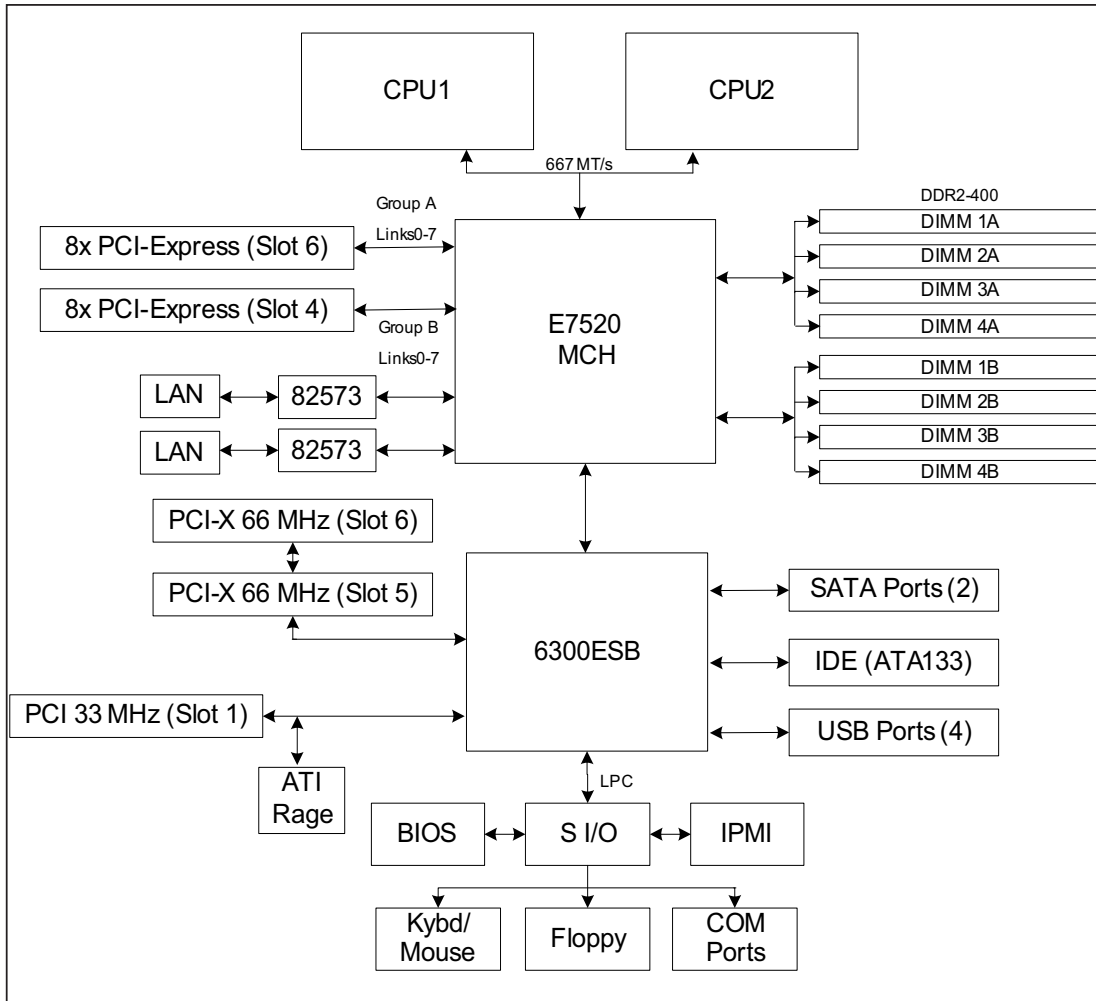 CPU1
CPU2
667 MT/s
Group A
Links0-7
8x PCI-Express (Slot 6)
8x PCI-Express (Slot 4)
Group B
Links0-7
E7520
MCH
LAN
82573
LAN
82573
DDR2-400
DIMM 1A
DIMM 2A
DIMM 3A
DIMM 4A
DIMM 1B
DIMM 2B
DIMM 3B
DIMM 4B
PCI-X 66 MHz (Slot 6)
PCI-X 66 MHz (Slot 5)
6300ESB
SATA Ports (2)
IDE (ATA133)
USB Ports (4)
PCI 33 MHz (Slot 1)
ATI
Rage
LPC
BIOS
S I/O
IPMI
Kybd/
Mouse
Floppy
COM
Ports